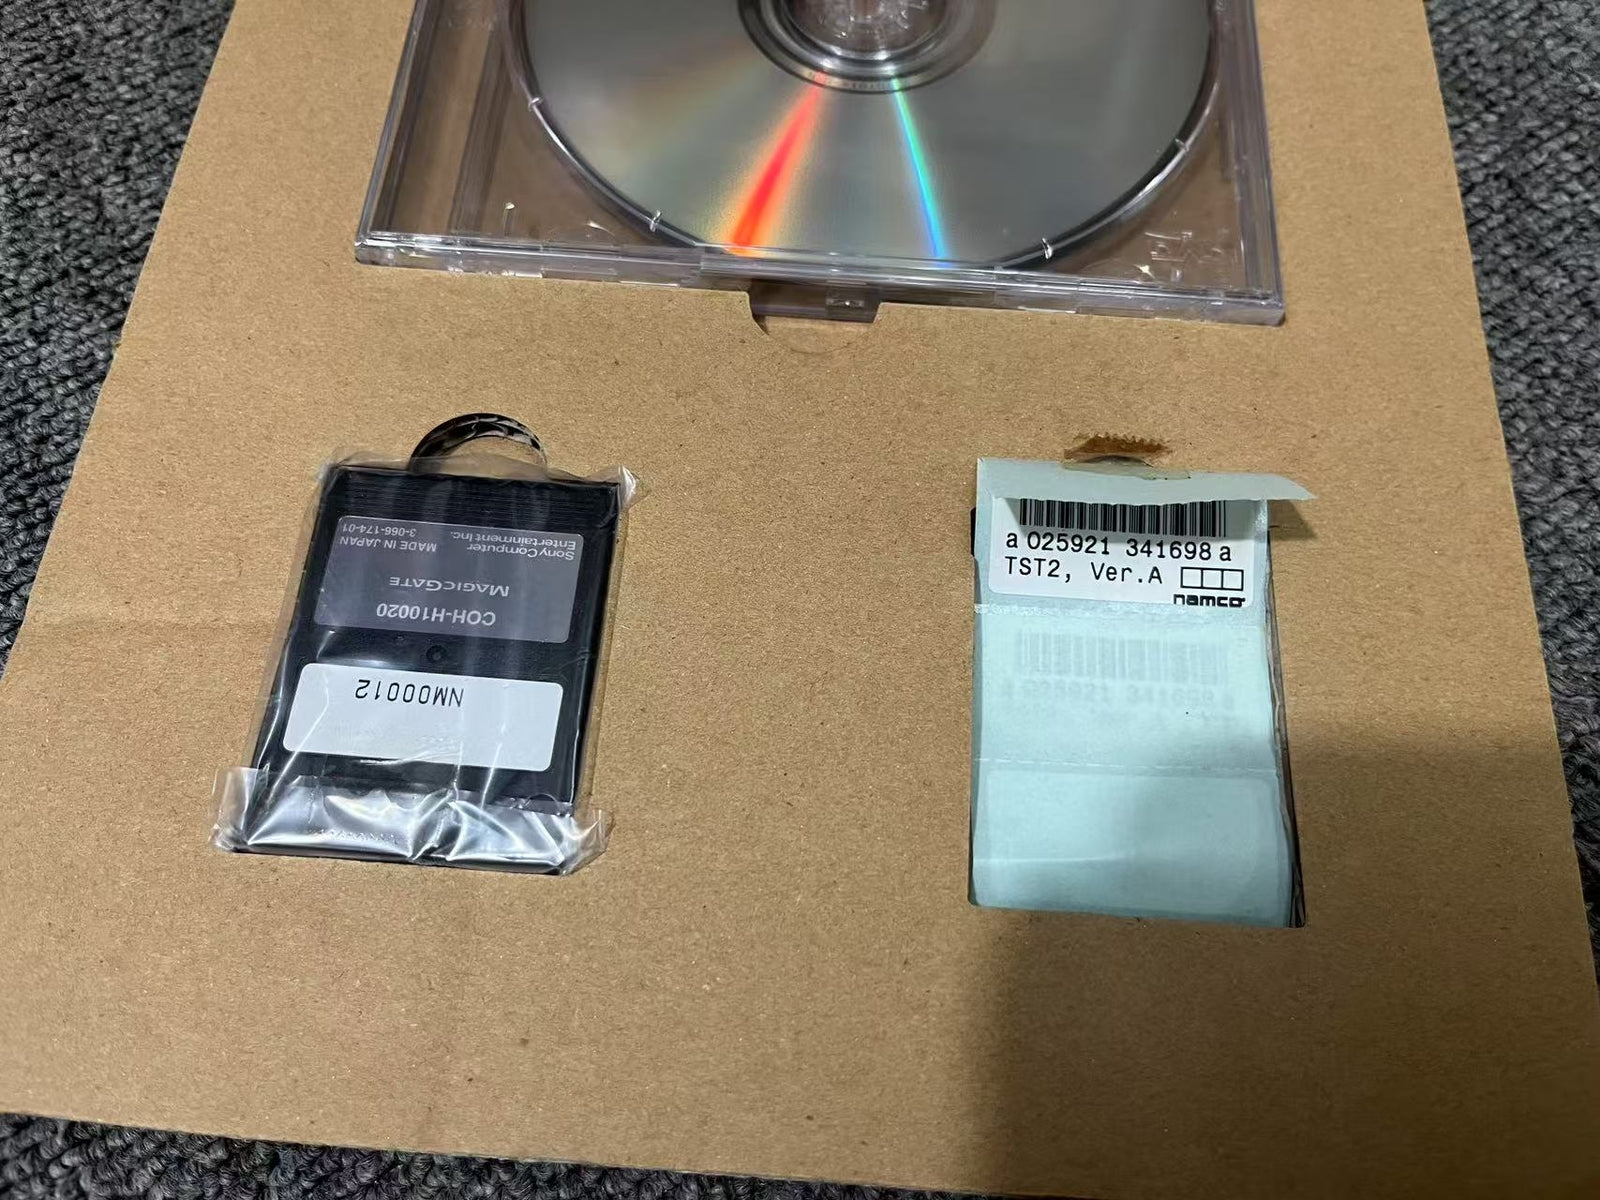 COH-H10020
MAGICGATE
Sony Computer
Entertainment Inc.
MADE IN JAPAN
3-066-174-01
NM00012
a 025921 341698 a
TST2, Ver.A
namco